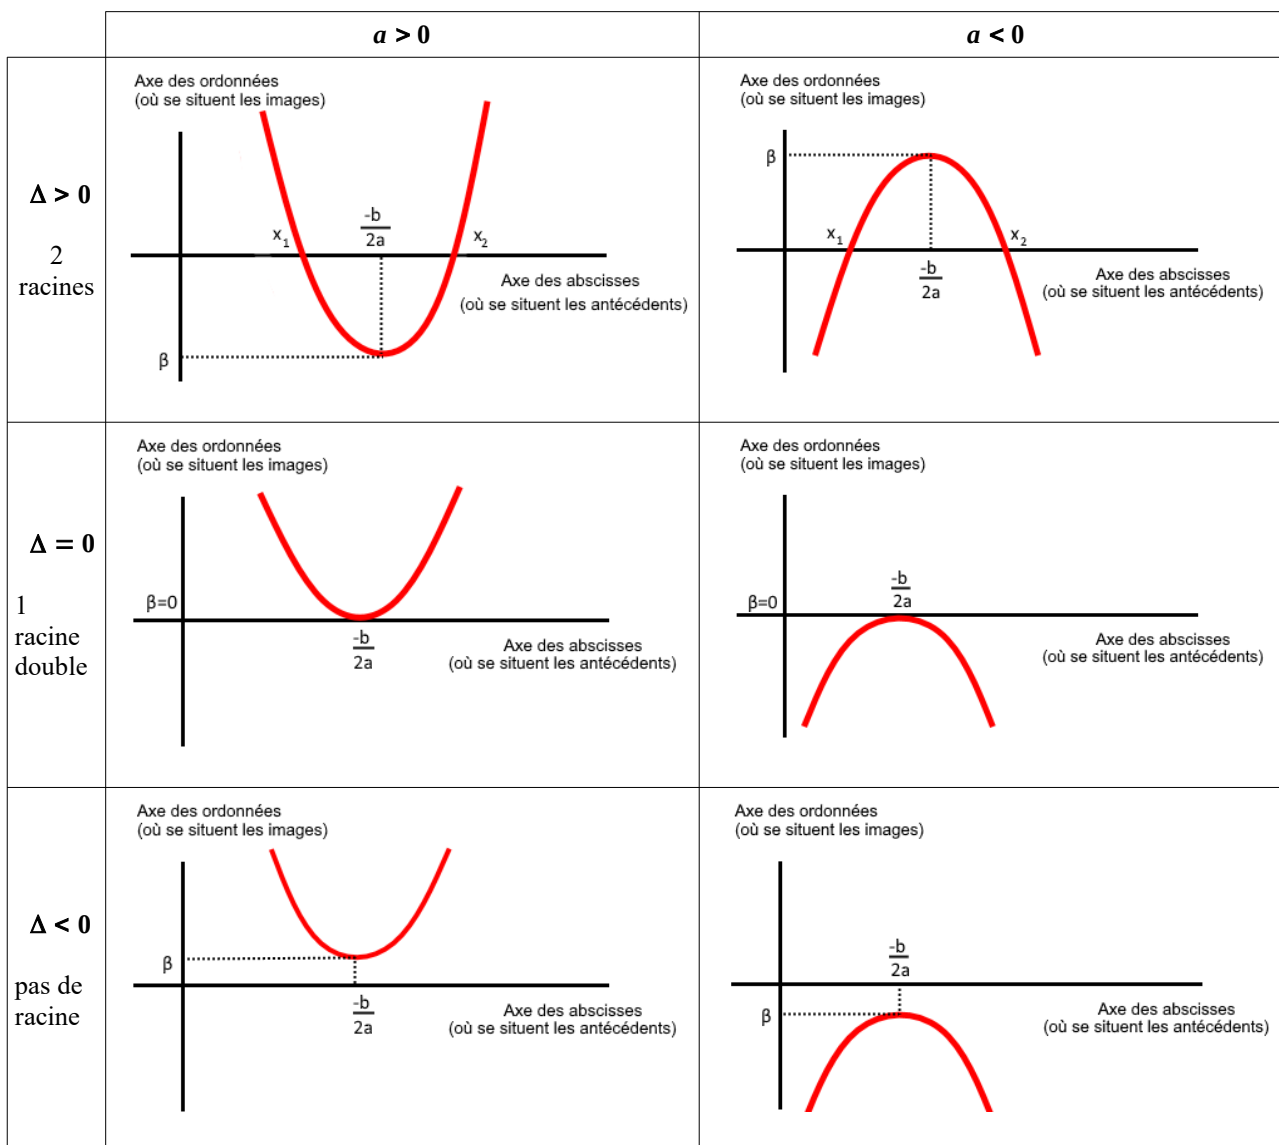 a > 0
a < 0
Δ > 0
2
racines
Axe des ordonnées
(où se situent les images)
x₁
-b
2a
x₂
Axe des abscisses
(où se situent les antécédents)
β
Axe des ordonnées
(où se situent les images)
β
x₁
x₂
-b
2a
Axe des abscisses
(où se situent les antécédents)
Δ = 0
1
racine
double
Axe des ordonnées
(où se situent les images)
β=0
-b
2a
Axe des abscisses
(où se situent les antécédents)
Axe des ordonnées
(où se situent les images)
-b
2a
β=0
Axe des abscisses
(où se situent les antécédents)
Δ < 0
pas de
racine
Axe des ordonnées
(où se situent les images)
β
-b
2a
Axe des abscisses
(où se situent les antécédents)
Axe des ordonnées
(où se situent les images)
-b
2a
β
Axe des abscisses
(où se situent les antécédents)